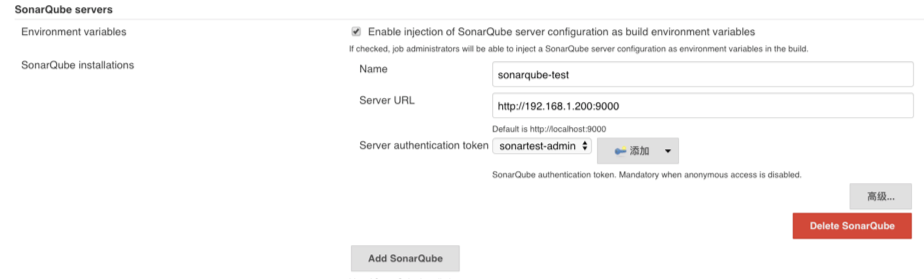 SonarQube servers
Environment variables
Enable injection of SonarQube server configuration as build environment variables
If checked, job administrators will be able to inject a SonarQube server configuration as environment variables in the build.
SonarQube installations
Name
sonarqube-test
Server URL
http://192.168.1.200:9000
Default is http://localhost:9000
Server authentication token
sonartest-admin
添加
SonarQube authentication token. Mandatory when anonymous access is disabled.
高级...
Delete SonarQube
Add SonarQube